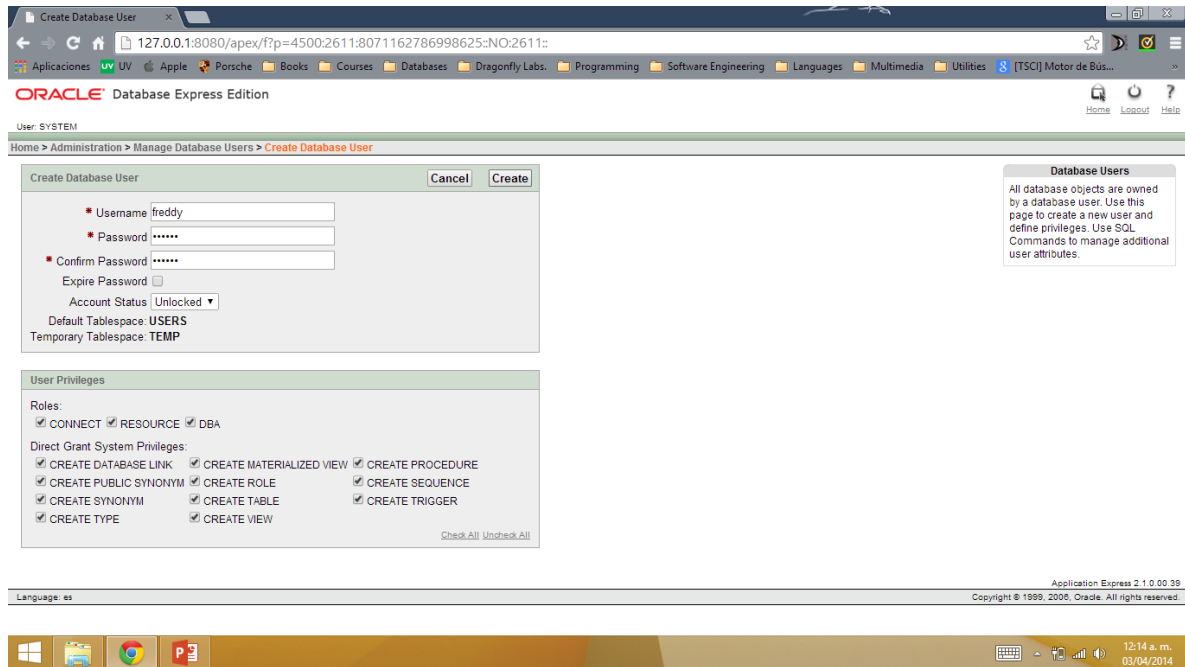 Create Database User
127.0.0.1:8080/apex/f?p=4500:2611:8071162786998625::NO:2611::
Aplicaciones UV UV Apple Porsche Books Courses Databases Dragonfly Labs. Programming Software Engineering Languages Multimedia Utilities 8 [TSCI] Motor de Bús... »
ORACLE Database Express Edition
Home Logout Help
User: SYSTEM
Home > Administration > Manage Database Users > Create Database User
Create Database User Cancel Create
* Username freddy
* Password ••••••
* Confirm Password ••••••
Expire Password
Account Status Unlocked
Default Tablespace: USERS
Temporary Tablespace: TEMP
Database Users
All database objects are owned
by a database user. Use this
page to create a new user and
define privileges. Use SQL
Commands to manage additional
user attributes.
User Privileges
Roles:
CONNECT RESOURCE DBA
Direct Grant System Privileges:
CREATE DATABASE LINK CREATE MATERIALIZED VIEW CREATE PROCEDURE
CREATE PUBLIC SYNONYM CREATE ROLE CREATE SEQUENCE
CREATE SYNONYM CREATE TABLE CREATE TRIGGER
CREATE TYPE CREATE VIEW
Check All Uncheck All
Application Express 2.1.0.00.39
Language: es Copyright © 1999, 2006, Oracle. All rights reserved.
12:14 a. m.
03/04/2014